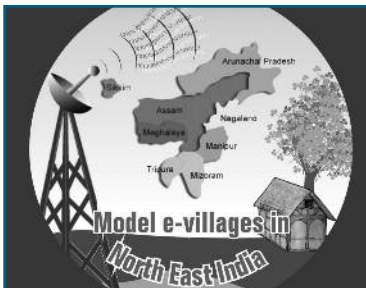 Arunachal Pradesh
Sikkim
Assam
Nagaland
Meghalaya
Manipur
Tripura
Mizoram
Model e-villages in
North East India